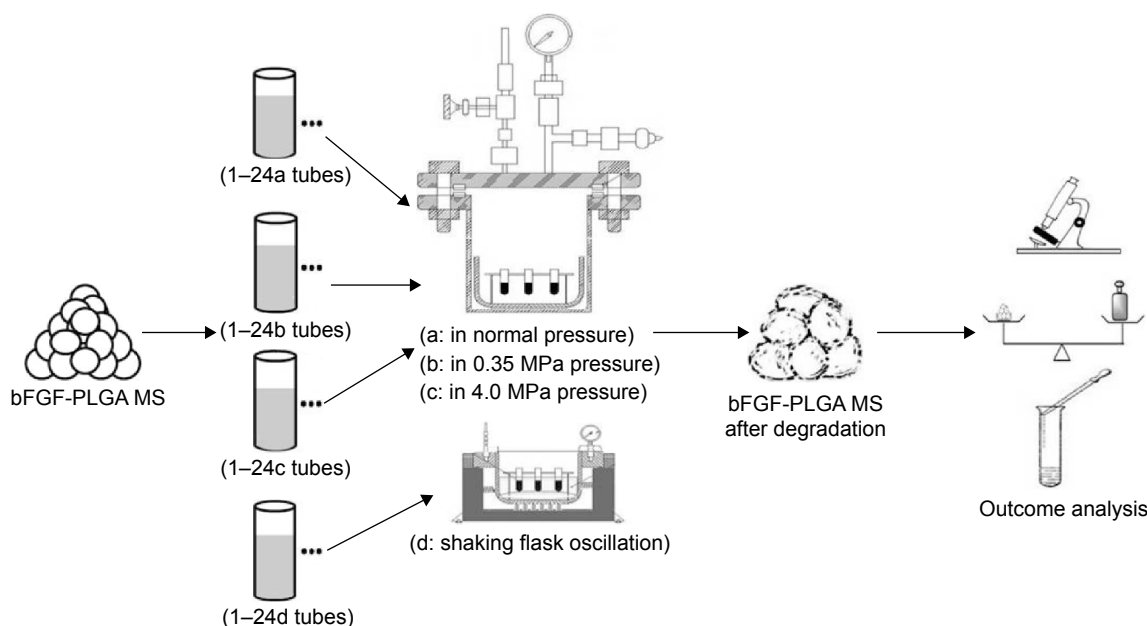 (1–24a tubes)
(1–24b tubes)
bFGF-PLGA MS
(1–24c tubes)
(1–24d tubes)
(a: in normal pressure)
(b: in 0.35 MPa pressure)
(c: in 4.0 MPa pressure)
(d: shaking flask oscillation)
bFGF-PLGA MS
after degradation
Outcome analysis